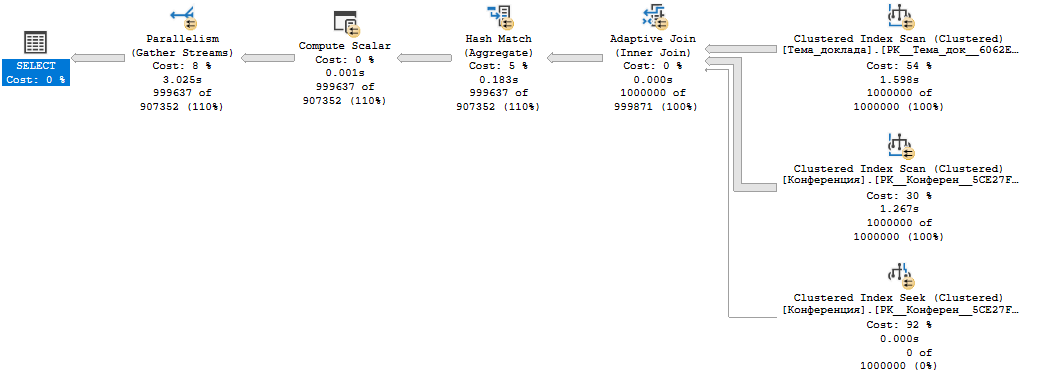 SELECT
Cost: 0 %
Parallelism
(Gather Streams)
Cost: 8 %
3.025s
999637 of
907352 (110%)
Compute Scalar
Cost: 0 %
0.001s
999637 of
907352 (110%)
Hash Match
(Aggregate)
Cost: 5 %
0.183s
999637 of
907352 (110%)
Adaptive Join
(Inner Join)
Cost: 0 %
0.000s
1000000 of
999871 (100%)
Clustered Index Scan (Clustered)
[Тема_доклада].[PK__Тема_док__6062E…
Cost: 54 %
1.598s
1000000 of
1000000 (100%)
Clustered Index Scan (Clustered)
[Конференция].[PK__Конферен__5CE27F…
Cost: 30 %
1.267s
1000000 of
1000000 (100%)
Clustered Index Seek (Clustered)
[Конференция].[PK__Конферен__5CE27F…
Cost: 92 %
0.000s
0 of
1000000 (0%)